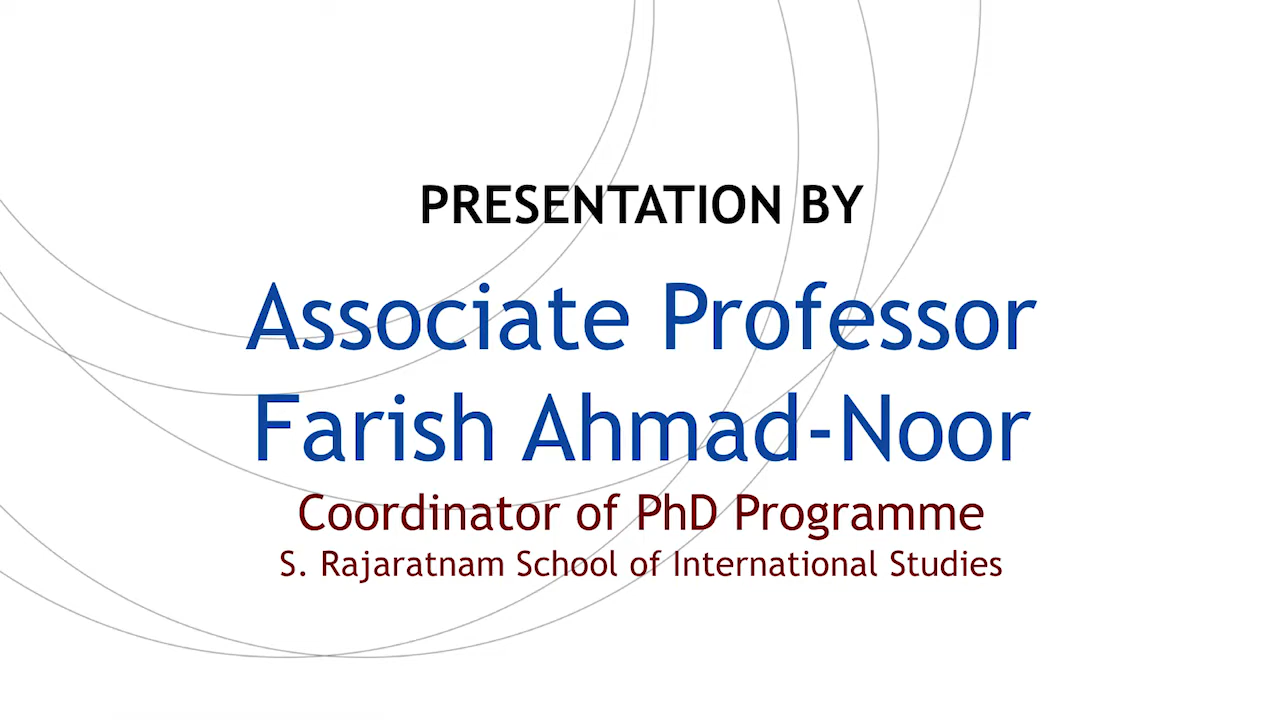 PRESENTATION BY
Associate Professor
Farish Ahmad-Noor
Coordinator of PhD Programme
S. Rajaratnam School of International Studies